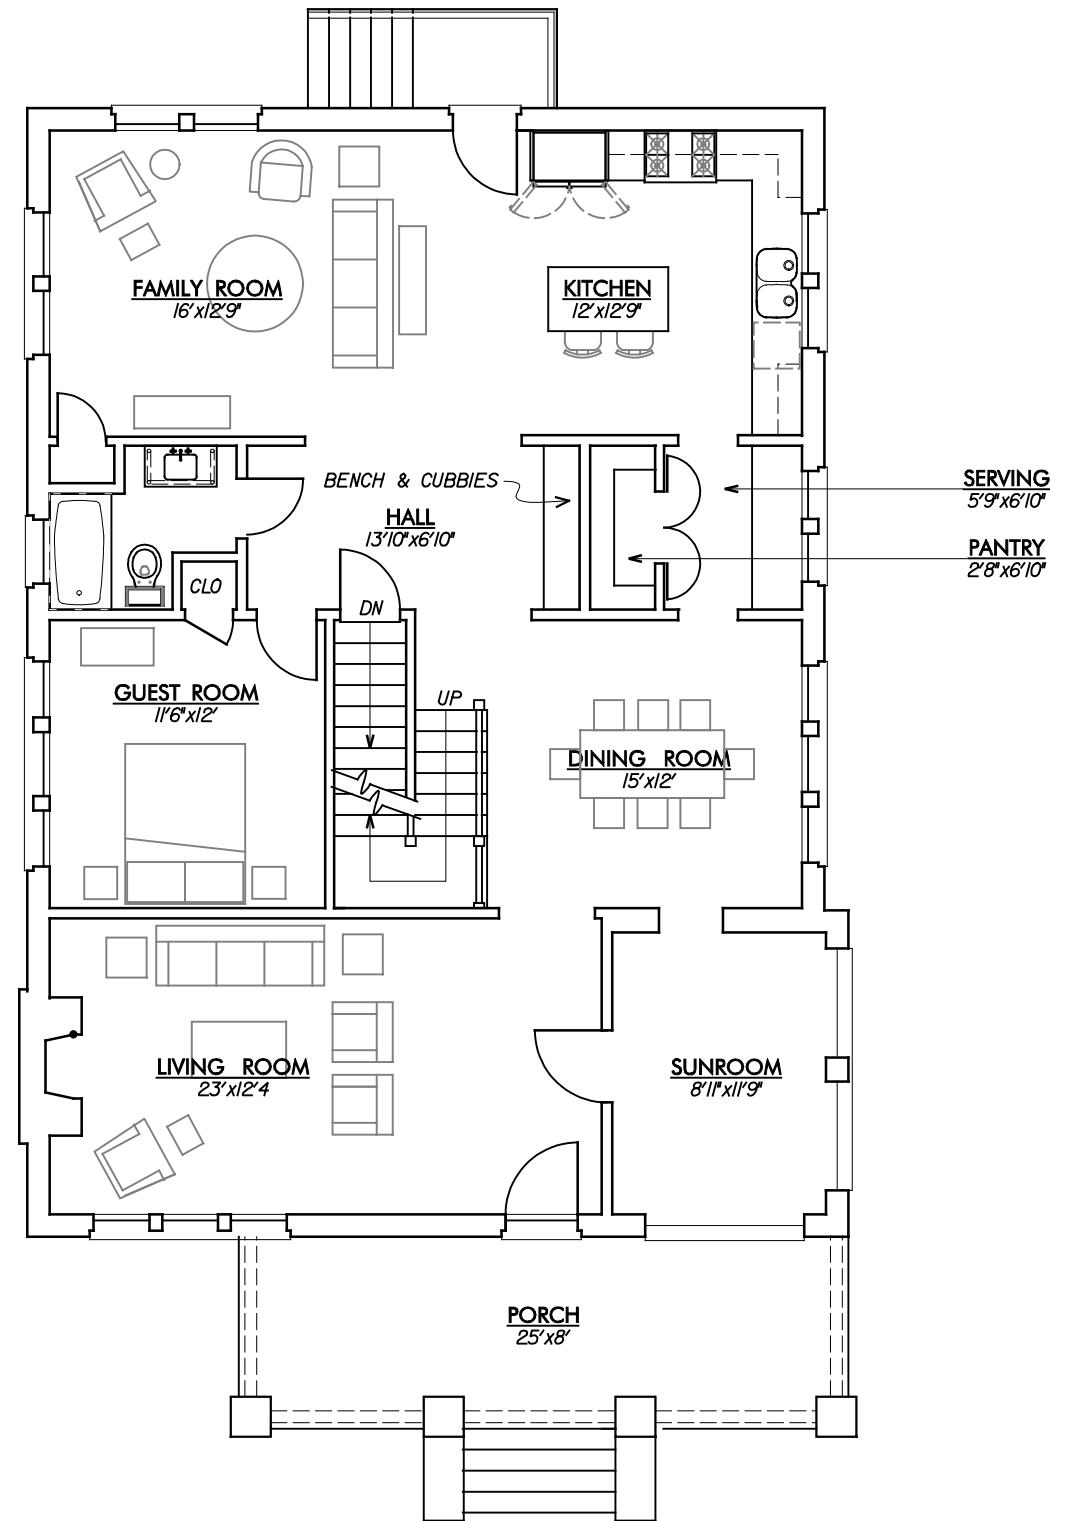 FAMILY ROOM
16'x12'9"
KITCHEN
12'x12'9"
BENCH & CUBBIES
SERVING
5'9"x6'10"
HALL
13'10"x6'10"
PANTRY
2'8"x6'10"
CLO
DN
GUEST ROOM
11'6"x12'
UP
DINING ROOM
15'x12'
LIVING ROOM
23'x12'4
SUNROOM
8'11"x11'9"
PORCH
25'x8'